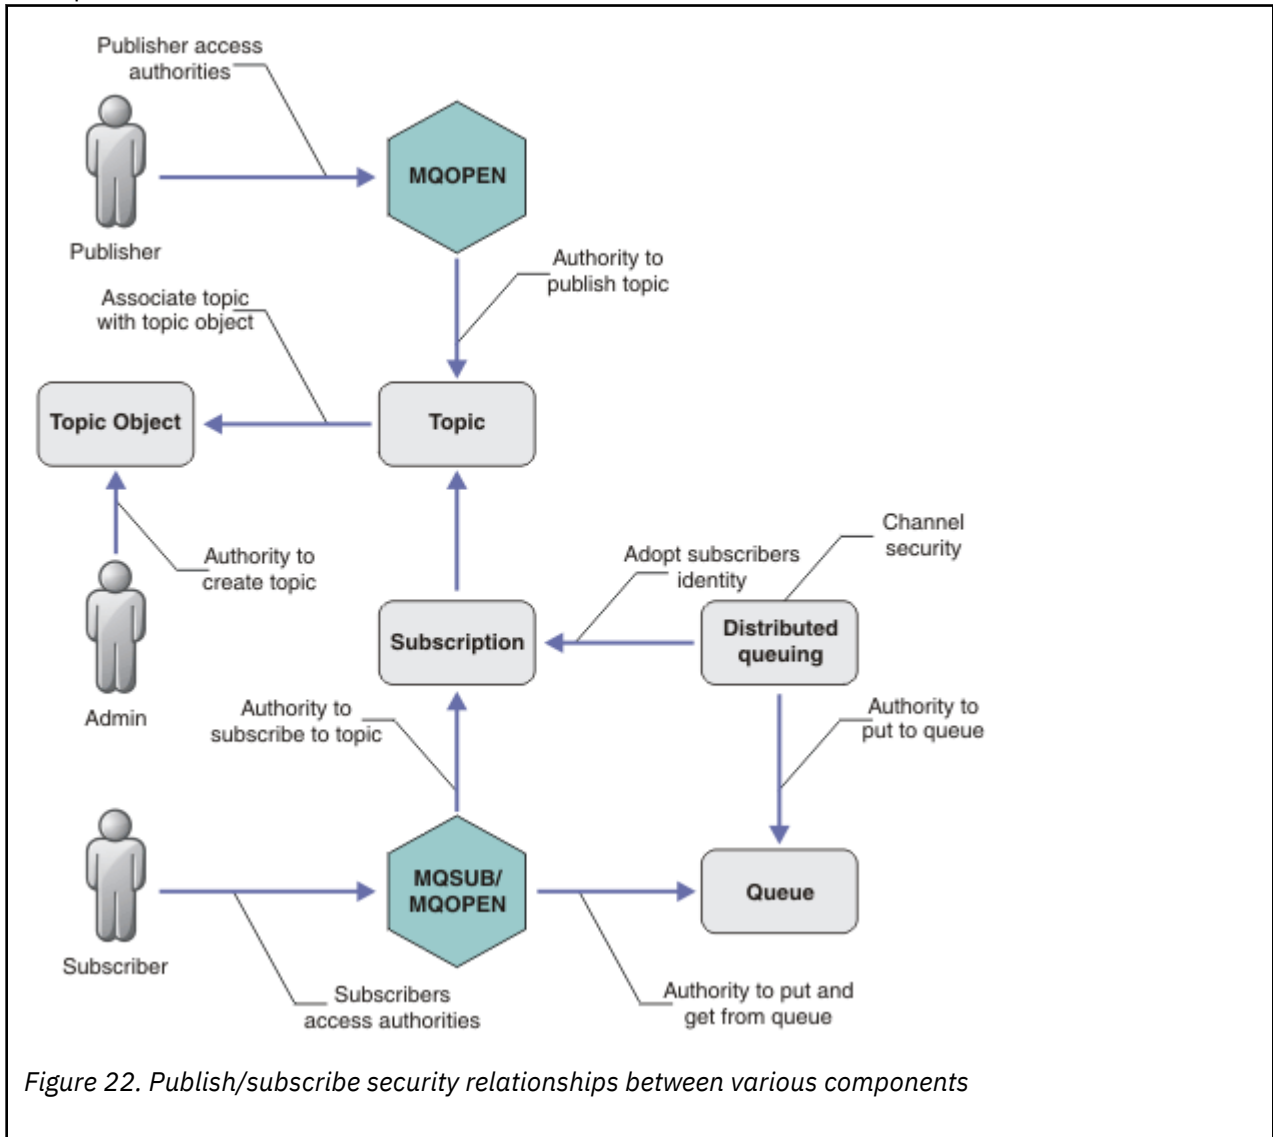 Publisher access
authorities
MQOPEN
Publisher
Authority to
publish topic
Associate topic
with topic object
Topic Object
Topic
Channel
security
Adopt subscribers
identity
Authority to
create topic
Subscription
Distributed
queuing
Admin
Authority to
subscribe to topic
Authority to
put to queue
MQSUB/
MQOPEN
Queue
Subscriber
Subscribers
access authorities
Authority to put and
get from queue
Figure 22. Publish/subscribe security relationships between various components